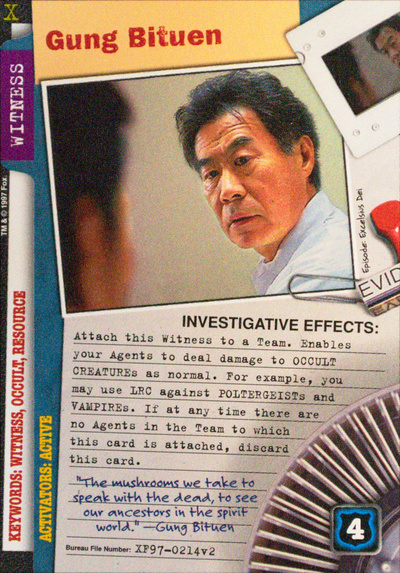 X
Gung Bituen
WITNESS
TM & © 1997 Fox.
Episode: Excelsus Dei
EVID
INVESTIGATIVE EFFECTS:
Attach this Witness to a Team. Enables
your Agents to deal damage to OCCULT
CREATUREs as normal. For example, you
may use LRC against POLTERGEISTs and
VAMPIREs. If at any time there are
no Agents in the Team to which
this card is attached, discard
this card.
"The mushrooms we take to
speak with the dead, to see
our ancestors in the spirit
world." —Gung Bituen
KEYWORDS: WITNESS, OCCULT, RESOURCE
ACTIVATORS: ACTIVE
Bureau File Number: XF97-0214v2
4